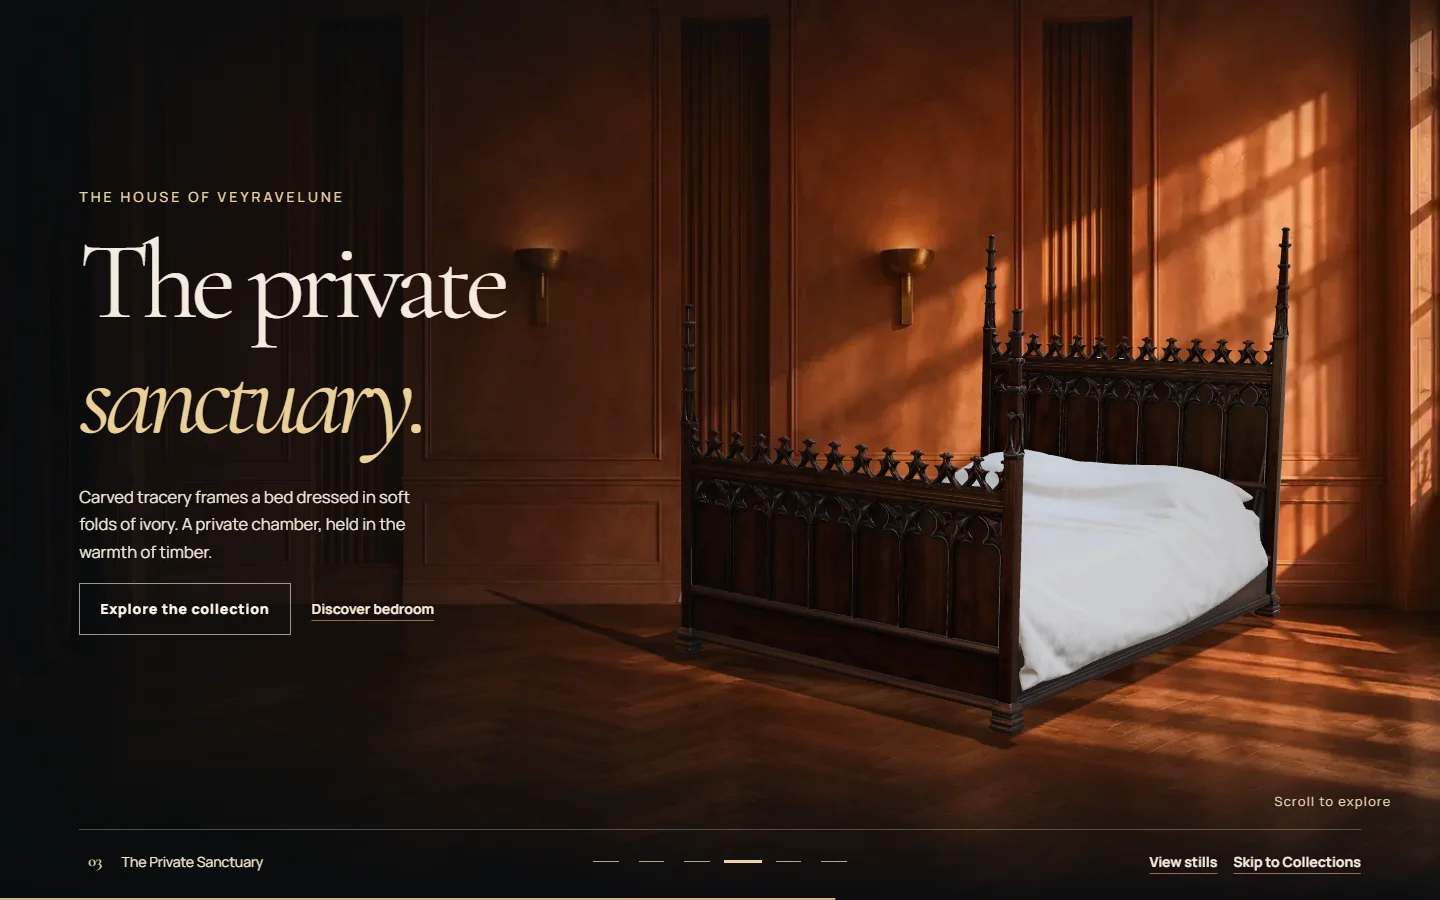 THE HOUSE OF VEYRAVELUNE
The private
sanctuary.
Carved tracery frames a bed dressed in soft
folds of ivory. A private chamber, held in the
warmth of timber.
Explore the collection
Discover bedroom
Scroll to explore
03 The Private Sanctuary
View stills
Skip to Collections